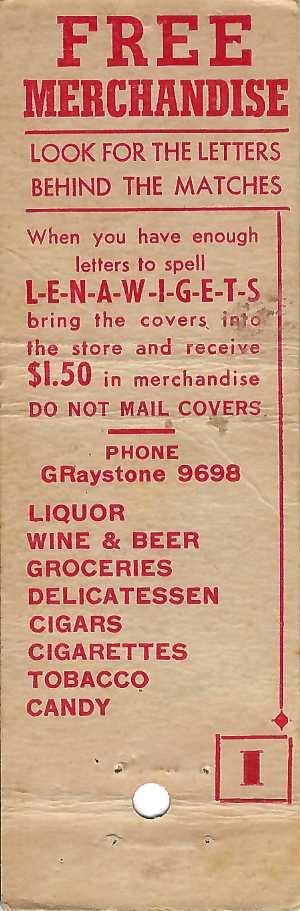 FREE
MERCHANDISE
LOOK FOR THE LETTERS
BEHIND THE MATCHES
When you have enough
letters to spell
L-E-N-A-W-I-G-E-T-S
bring the covers into
the store and receive
$1.50 in merchandise
DO NOT MAIL COVERS
PHONE
GRaystone 9698
LIQUOR
WINE & BEER
GROCERIES
DELICATESSEN
CIGARS
CIGARETTES
TOBACCO
CANDY
I